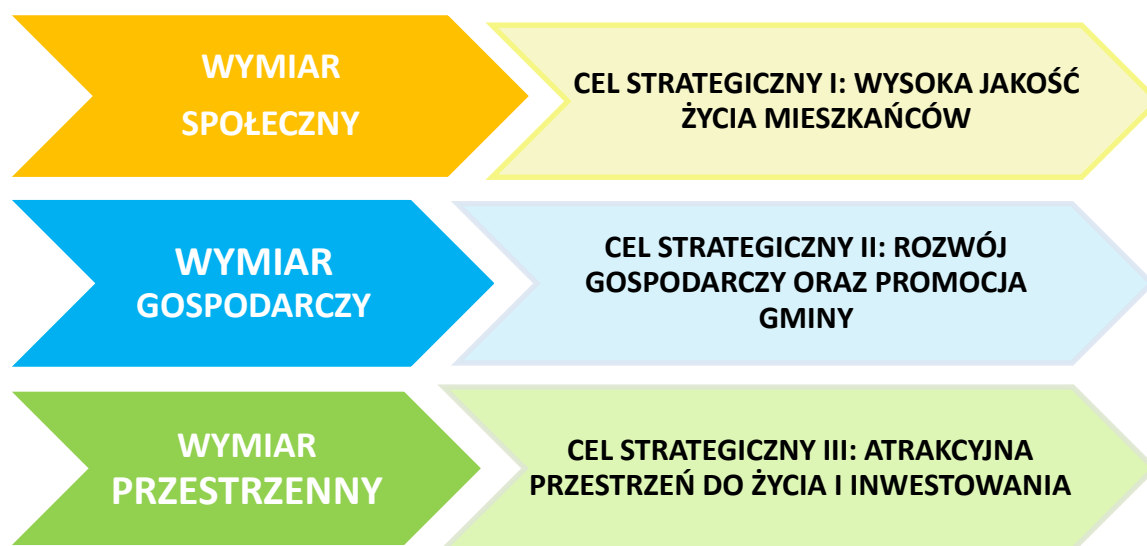 WYMIAR
SPOŁECZNY
CEL STRATEGICZNY I: WYSOKA JAKOŚĆ
ŻYCIA MIESZKAŃCÓW
WYMIAR
GOSPODARCZY
CEL STRATEGICZNY II: ROZWÓJ
GOSPODARCZY ORAZ PROMOCJA
GMINY
WYMIAR
PRZESTRZENNY
CEL STRATEGICZNY III: ATRAKCYJNA
PRZESTRZEŃ DO ŻYCIA I INWESTOWANIA